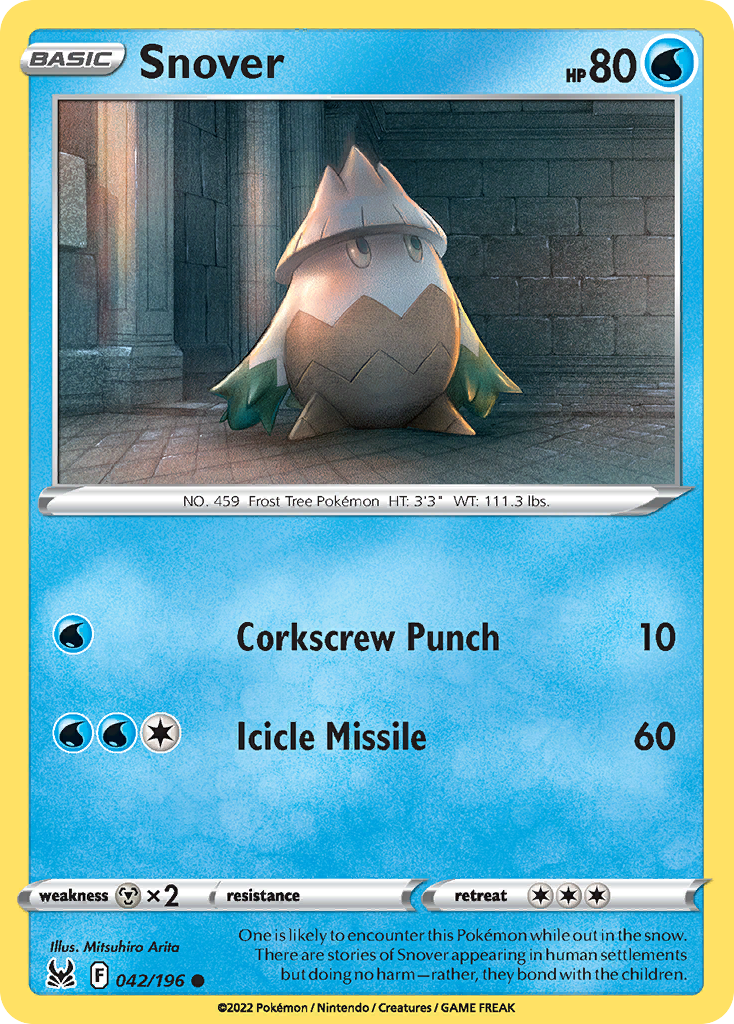 BASIC Snover HP 80
NO. 459 Frost Tree Pokémon HT: 3'3" WT: 111.3 lbs.
Corkscrew Punch 10
Icicle Missile 60
weakness ×2 resistance retreat
Illus. Mitsuhiro Arita
One is likely to encounter this Pokémon while out in the snow.
There are stories of Snover appearing in human settlements
but doing no harm—rather, they bond with the children.
F 042/196
©2022 Pokémon / Nintendo / Creatures / GAME FREAK